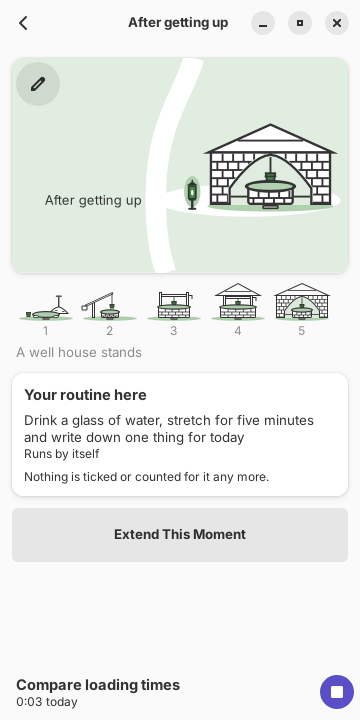 After getting up
After getting up
1 2 3 4 5
A well house stands
Your routine here
Drink a glass of water, stretch for five minutes
and write down one thing for today
Runs by itself
Nothing is ticked or counted for it any more.
Extend This Moment
Compare loading times
0:03 today